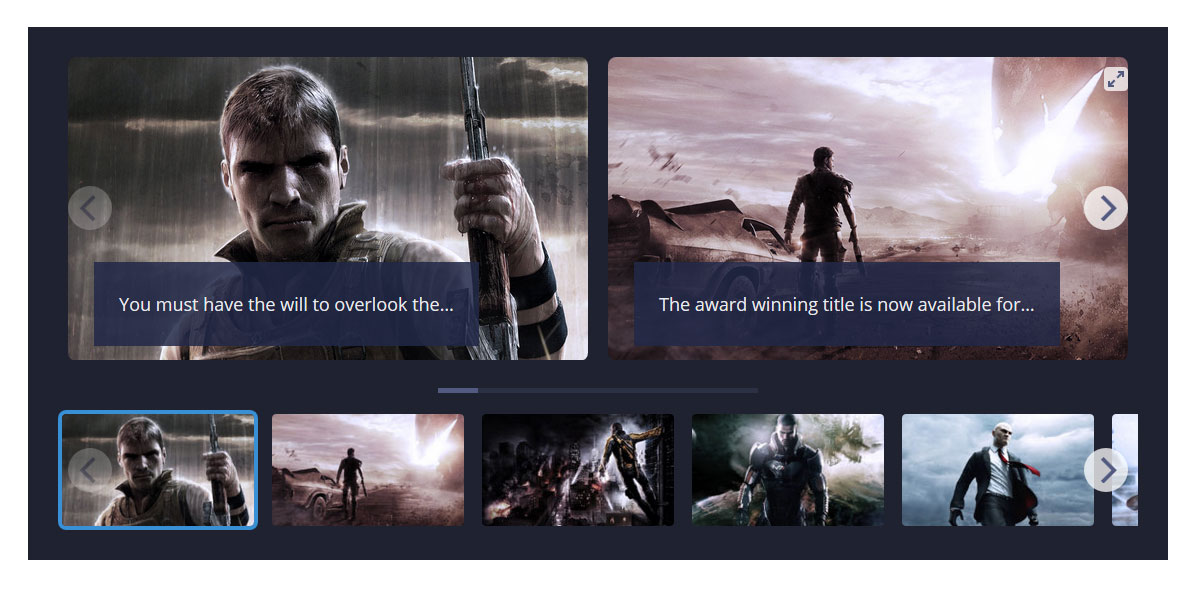 You must have the will to overlook the...
The award winning title is now available for...